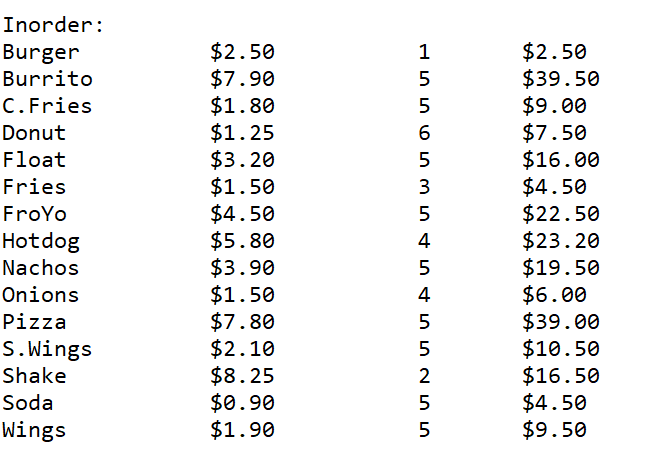 Inorder:
Burger $2.50 1 $2.50
Burrito $7.90 5 $39.50
C.Fries $1.80 5 $9.00
Donut $1.25 6 $7.50
Float $3.20 5 $16.00
Fries $1.50 3 $4.50
FroYo $4.50 5 $22.50
Hotdog $5.80 4 $23.20
Nachos $3.90 5 $19.50
Onions $1.50 4 $6.00
Pizza $7.80 5 $39.00
S.Wings $2.10 5 $10.50
Shake $8.25 2 $16.50
Soda $0.90 5 $4.50
Wings $1.90 5 $9.50